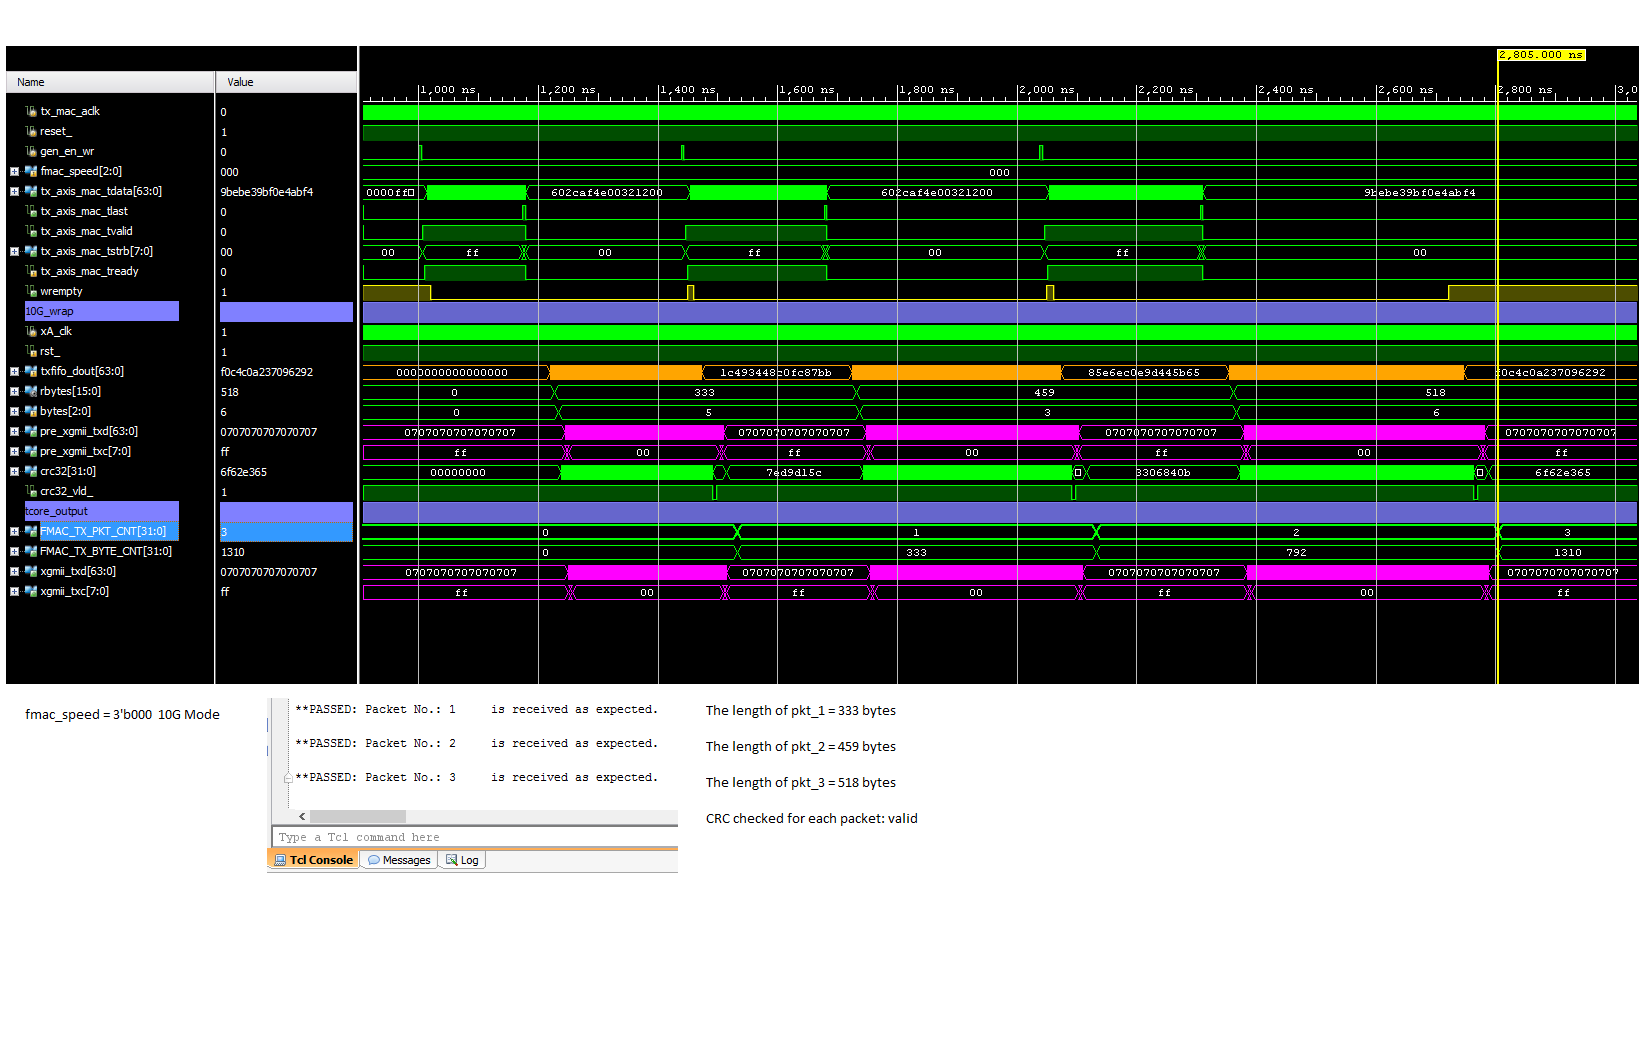 2,805.000 ns
Name Value
1,000 ns 1,200 ns 1,400 ns 1,600 ns 1,800 ns 2,000 ns 2,200 ns 2,400 ns 2,600 ns 2,800 ns 3,0
tx_mac_aclk 0
reset_ 1
gen_en_wr 0
fmac_speed[2:0] 000 000
tx_axis_mac_tdata[63:0] 9bebe39bf0e4abf4 0000ff 602caf4e00321200 602caf4e00321200 9bebe39bf0e4abf4
tx_axis_mac_tlast 0
tx_axis_mac_tvalid 0
tx_axis_mac_tstrb[7:0] 00 00 ff 00 ff 00 ff 00
tx_axis_mac_tready 0
wrempty 1
10G_wrap
xA_clk 1
rst_ 1
txfifo_dout[63:0] f0c4c0a237096292 0000000000000000 1c493448c0fc87bb 85e6ec0e9d445b65 f0c4c0a237096292
rbytes[15:0] 518 0 333 459 518
bytes[2:0] 6 0 5 3 6
pre_xgmii_txd[63:0] 0707070707070707 0707070707070707 0707070707070707 0707070707070707 0707070707070707
pre_xgmii_txc[7:0] ff ff 00 ff 00 ff 00 ff
crc32[31:0] 6f62e365 00000000 7ed9d15c 3306840b 6f62e365
crc32_vld_ 1
tcore_output
FMAC_TX_PKT_CNT[31:0] 3 0 1 2 3
FMAC_TX_BYTE_CNT[31:0] 1310 0 333 792 1310
xgmii_txd[63:0] 0707070707070707 0707070707070707 0707070707070707 0707070707070707 0707070707070707
xgmii_txc[7:0] ff ff 00 ff 00 ff 00 ff
fmac_speed = 3'b000 10G Mode
**PASSED: Packet No.: 1 is received as expected.
**PASSED: Packet No.: 2 is received as expected.
**PASSED: Packet No.: 3 is received as expected.
Type a Tcl command here
Tcl Console Messages Log
The length of pkt_1 = 333 bytes
The length of pkt_2 = 459 bytes
The length of pkt_3 = 518 bytes
CRC checked for each packet: valid